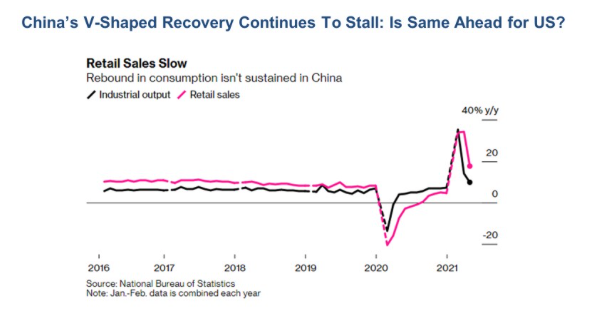 China's V-Shaped Recovery Continues To Stall: Is Same Ahead for US?
Retail Sales Slow
Rebound in consumption isn't sustained in China
Industrial output Retail sales
40% y/y
20
0
-20
2016 2017 2018 2019 2020 2021
Source: National Bureau of Statistics
Note: Jan.-Feb. data is combined each year